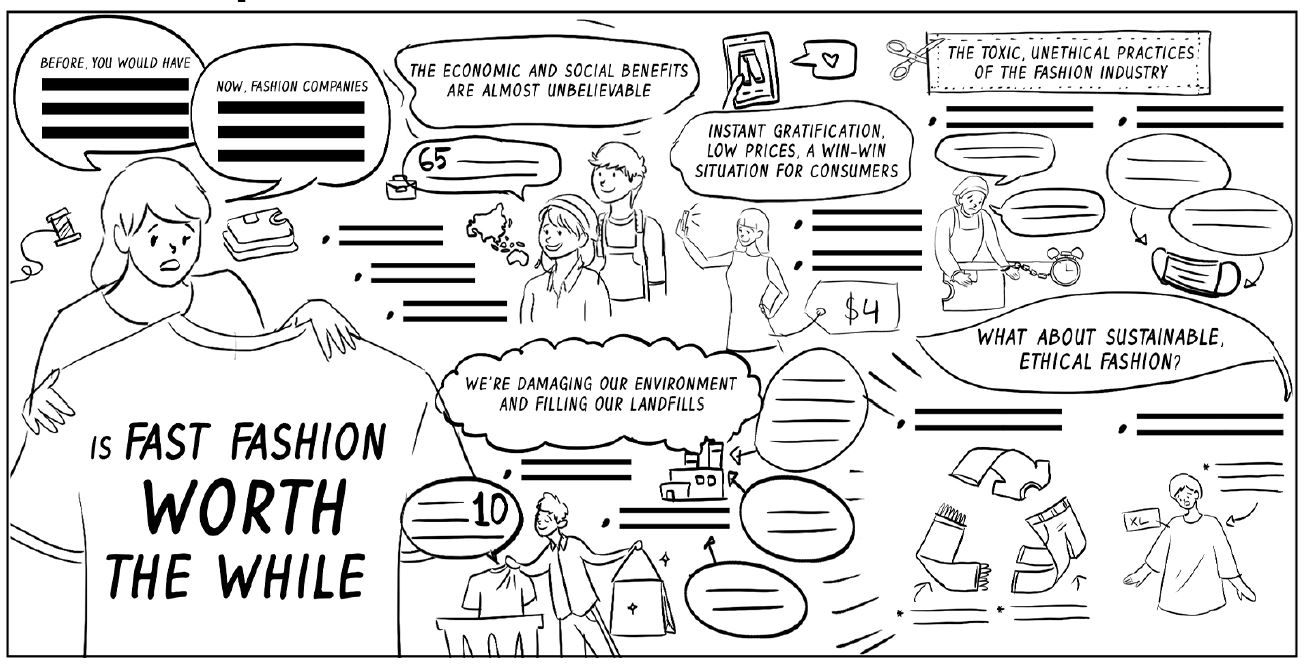 BEFORE, YOU WOULD HAVE
NOW, FASHION COMPANIES
THE ECONOMIC AND SOCIAL BENEFITS
ARE ALMOST UNBELIEVABLE
65
INSTANT GRATIFICATION,
LOW PRICES, A WIN-WIN
SITUATION FOR CONSUMERS
$4
THE TOXIC, UNETHICAL PRACTICES
OF THE FASHION INDUSTRY
IS FAST FASHION
WORTH
THE WHILE
WE'RE DAMAGING OUR ENVIRONMENT
AND FILLING OUR LANDFILLS
10
WHAT ABOUT SUSTAINABLE,
ETHICAL FASHION?
XL